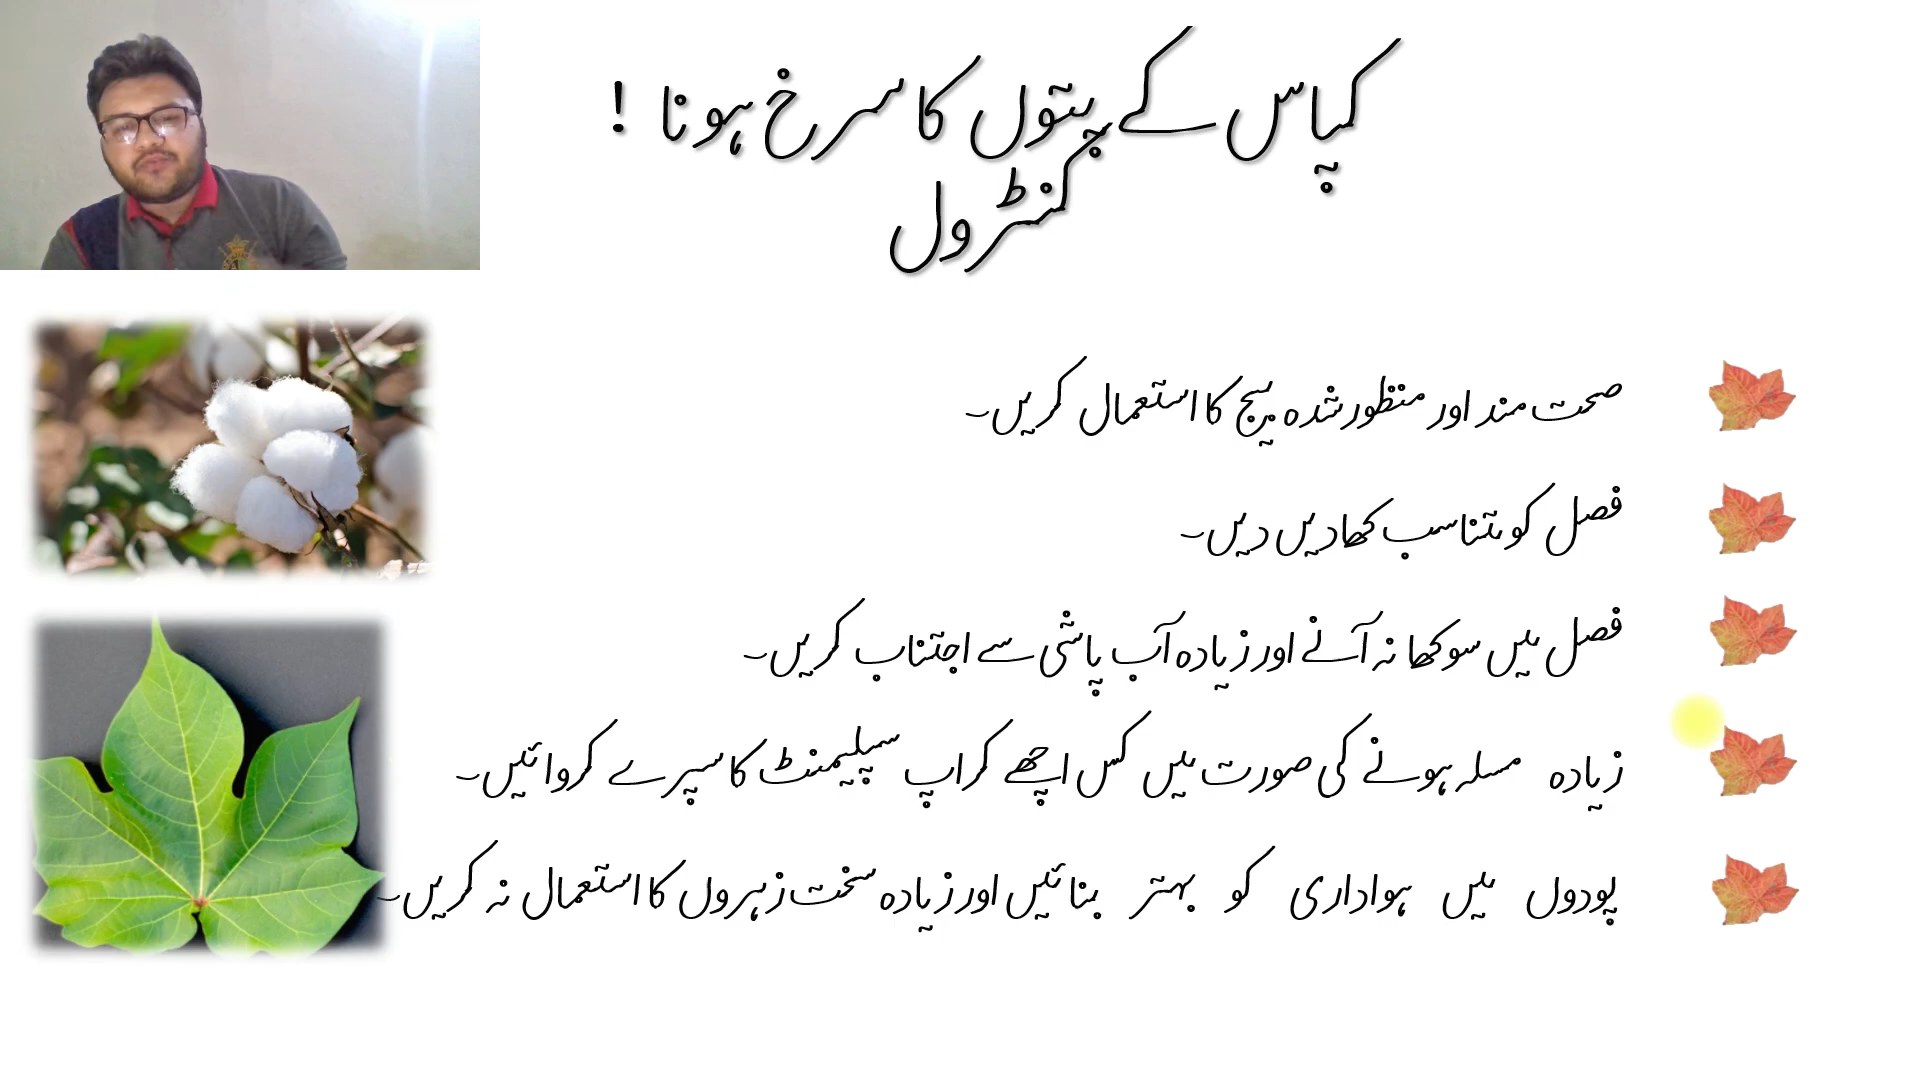 کپاس کے پتوں کا سرخ ہونا !
کنٹرول
صحت مند اور منظور شدہ بیج کا استعمال کریں۔
فصل کو متناسب کھادیں دیں۔
فصل میں سوکھا نہ آنے اور زیادہ آب پاشی سے اجتناب کریں۔
زیادہ مسلہ ہونے کی صورت میں کس اچھے کراپ سپلیمنٹ کا سپرے کروائیں۔
پودوں میں ہواداری کو بہتر بنائیں اور زیادہ سخت زہروں کا استعمال نہ کریں۔